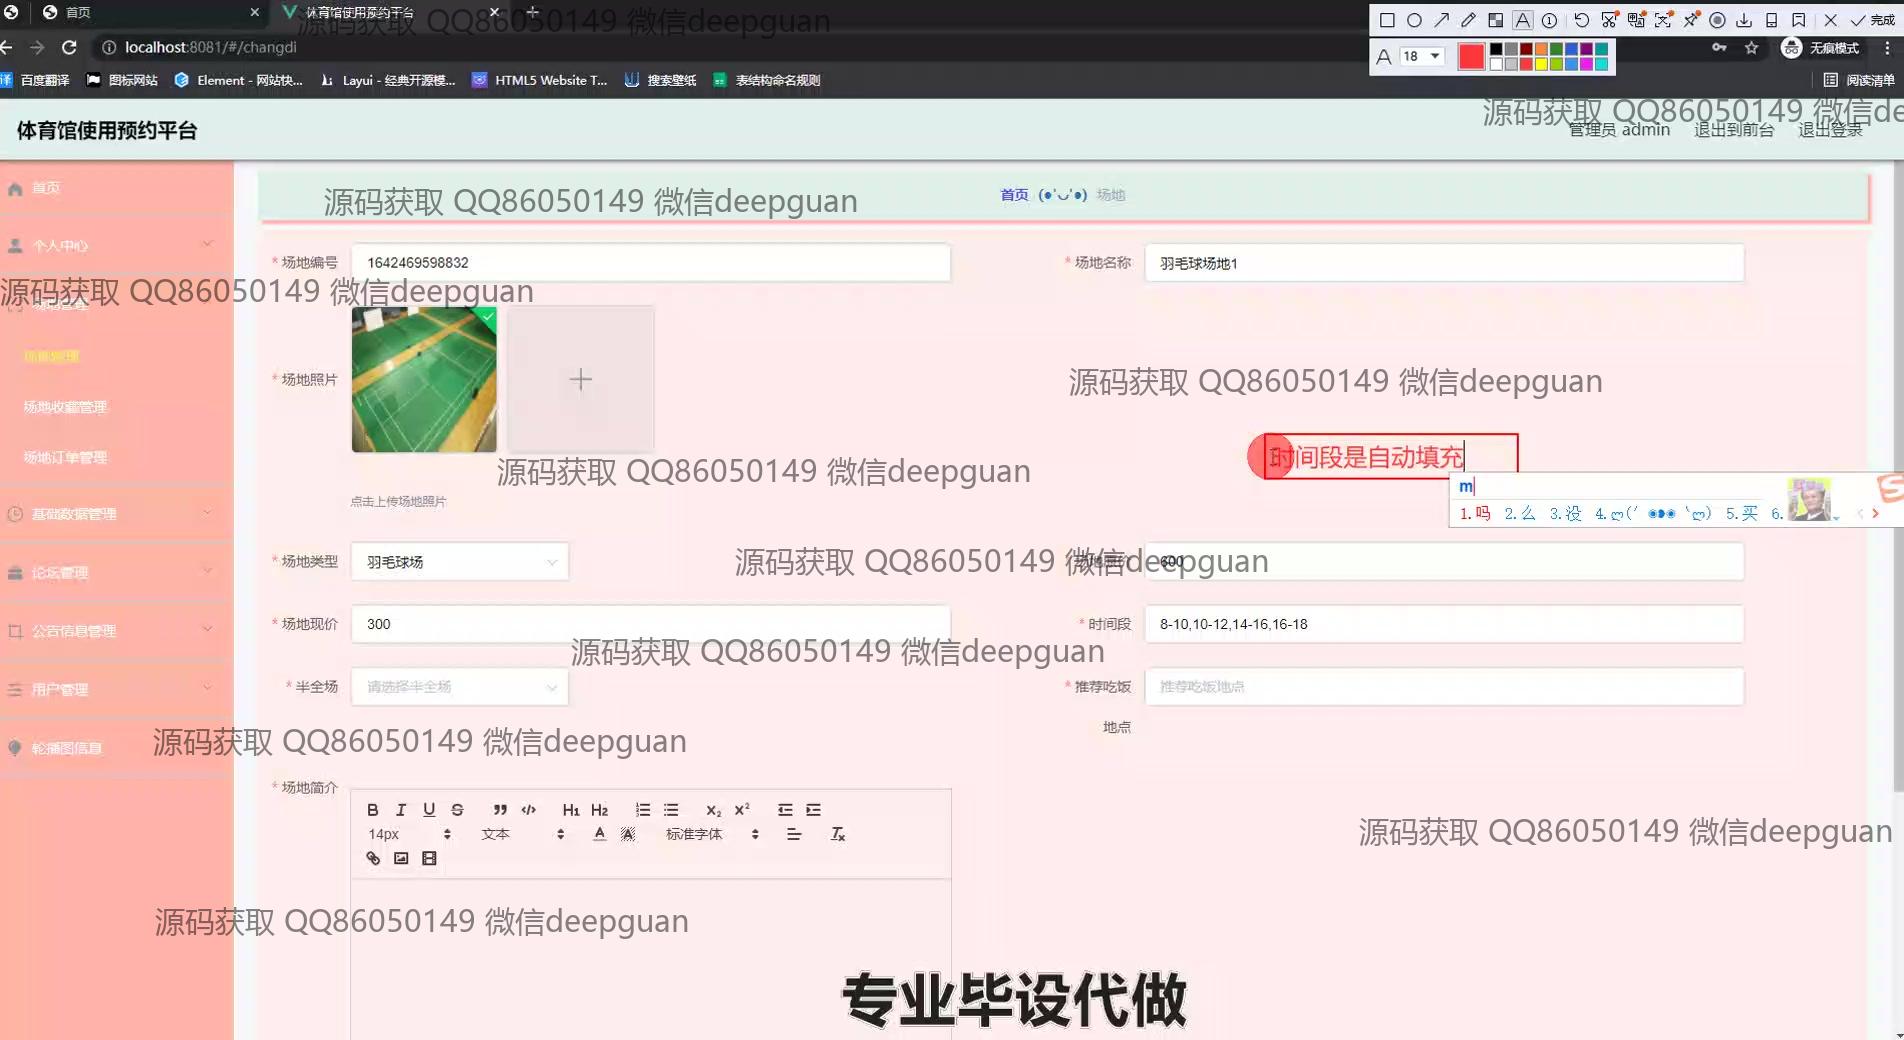 首页
体育馆使用预约平台
源码获取 QQ86050149 微信deepguan
完成
localhost:8081/#/changdi
A 18
无痕模式
译 百度翻译 图标网站 Element - 网站快... Layui - 经典开源模... HTML5 Website T... 搜索壁纸 表结构命名规则
阅读清单
源码获取 QQ86050149 微信de
体育馆使用预约平台
管理员 admin 退出到前台 退出登录
首页
源码获取 QQ86050149 微信deepguan
首页 (●'◡'●) 场地
个人中心
* 场地编号 1642469598832
* 场地名称 羽毛球场地1
源码获取 QQ86050149 微信deepguan
场地管理
场地管理
* 场地照片
源码获取 QQ86050149 微信deepguan
场地收藏管理
时间段是自动填充
场地订单管理
源码获取 QQ86050149 微信deepguan
m
点击上传场地照片
1.吗 2.么 3.没 4.ლ(′◉❥◉｀ლ) 5.买 6.
基础数据管理
* 场地类型 羽毛球场
源码获取 QQ86050149 微信deepguan
600
论坛管理
* 场地现价 300
* 时间段 8-10,10-12,14-16,16-18
公告信息管理
源码获取 QQ86050149 微信deepguan
* 半全场 请选择半全场
* 推荐吃饭地点 推荐吃饭地点
用户管理
轮播图信息
源码获取 QQ86050149 微信deepguan
* 场地简介
B I U S ” </> H1 H2 X2 X2
14px 文本 A A 标准字体 Tx
源码获取 QQ86050149 微信deepguan
源码获取 QQ86050149 微信deepguan
专业毕设代做